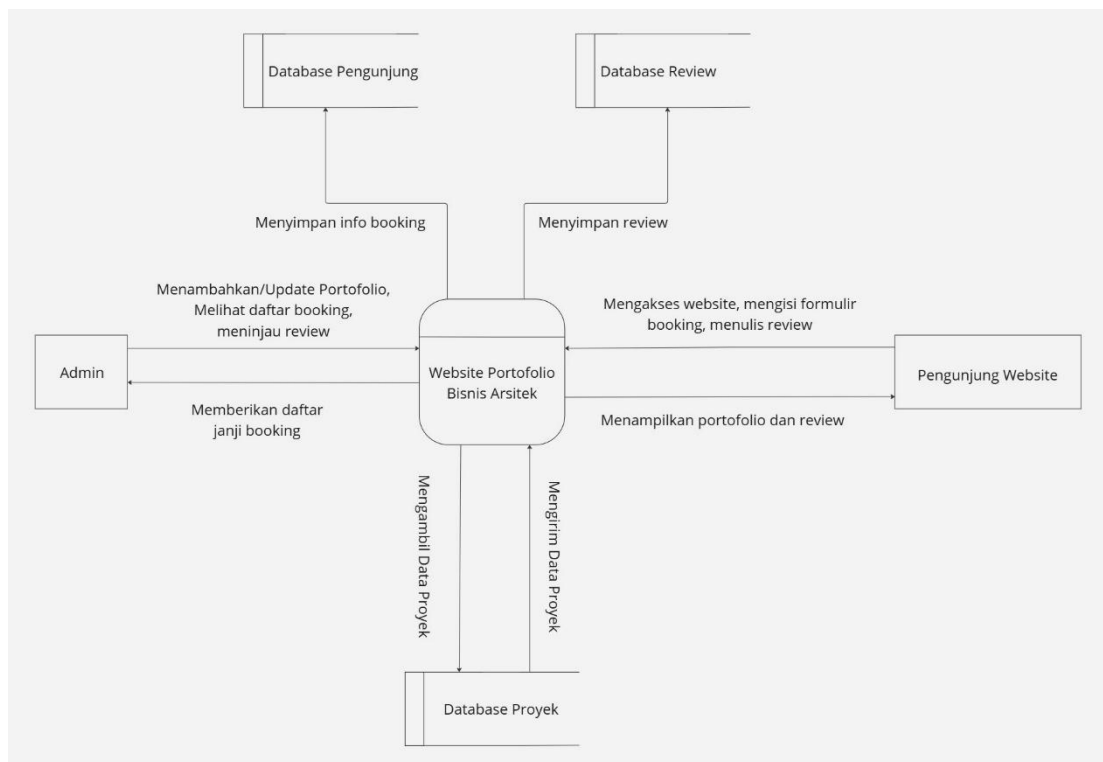 Database Pengunjung
Database Review
Menyimpan info booking
Menyimpan review
Menambahkan/Update Portofolio,
Melihat daftar booking,
meninjau review
Mengakses website, mengisi formulir
booking, menulis review
Admin
Website Portofolio
Bisnis Arsitek
Pengunjung Website
Memberikan daftar
janji booking
Menampilkan portofolio dan review
Mengambil Data Proyek
Mengirim Data Proyek
Database Proyek